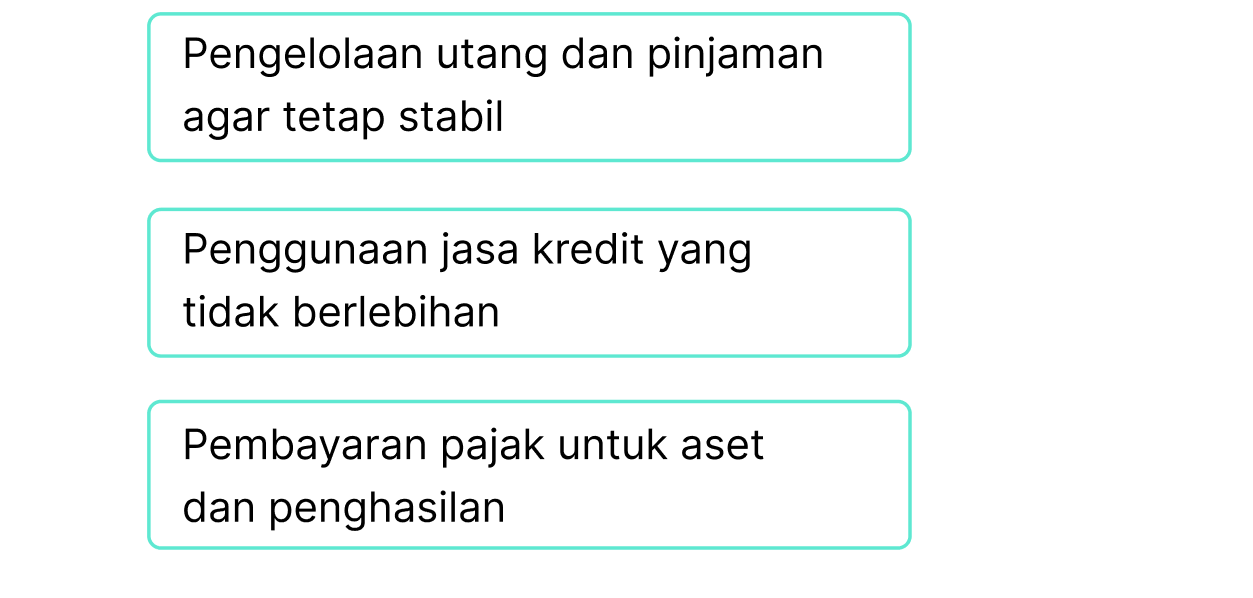 Pengelolaan utang dan pinjaman
agar tetap stabil
Penggunaan jasa kredit yang
tidak berlebihan
Pembayaran pajak untuk aset
dan penghasilan